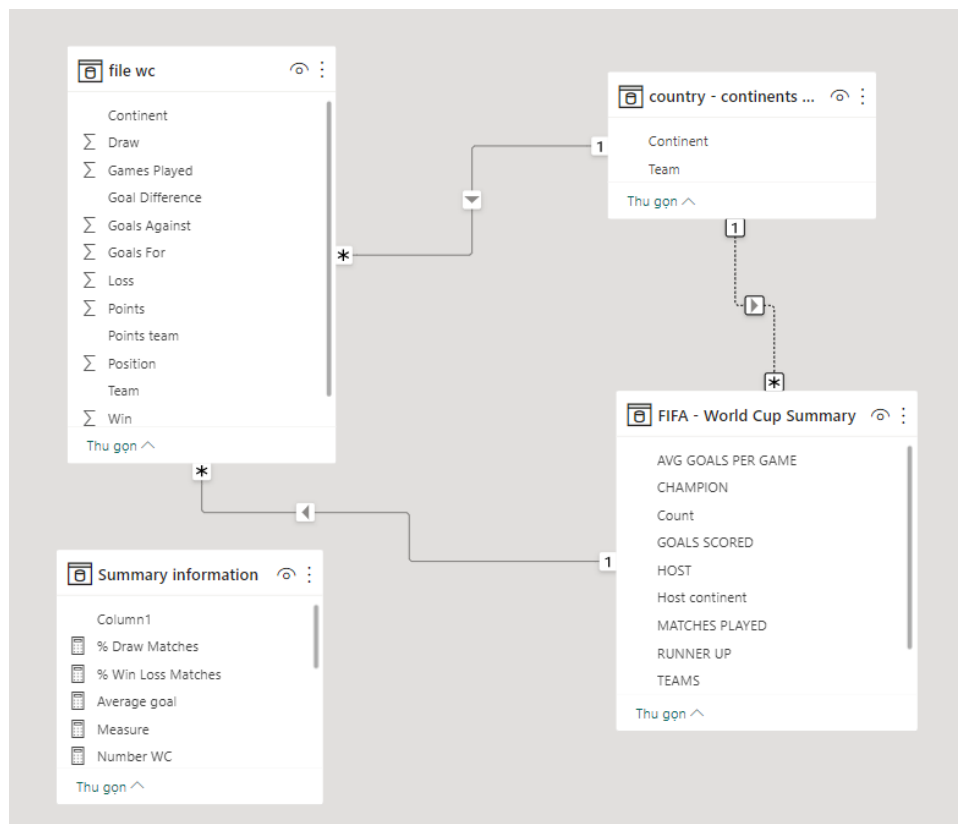 file wc
Continent
Draw
Games Played
Goal Difference
Goals Against
Goals For
Loss
Points
Points team
Position
Team
Win
Thu gọn
country - continents ...
Continent
Team
Thu gọn
1
*
1
*
FIFA - World Cup Summary
AVG GOALS PER GAME
CHAMPION
Count
GOALS SCORED
HOST
Host continent
MATCHES PLAYED
RUNNER UP
TEAMS
Thu gọn
*
1
Summary information
Column1
% Draw Matches
% Win Loss Matches
Average goal
Measure
Number WC
Thu gọn